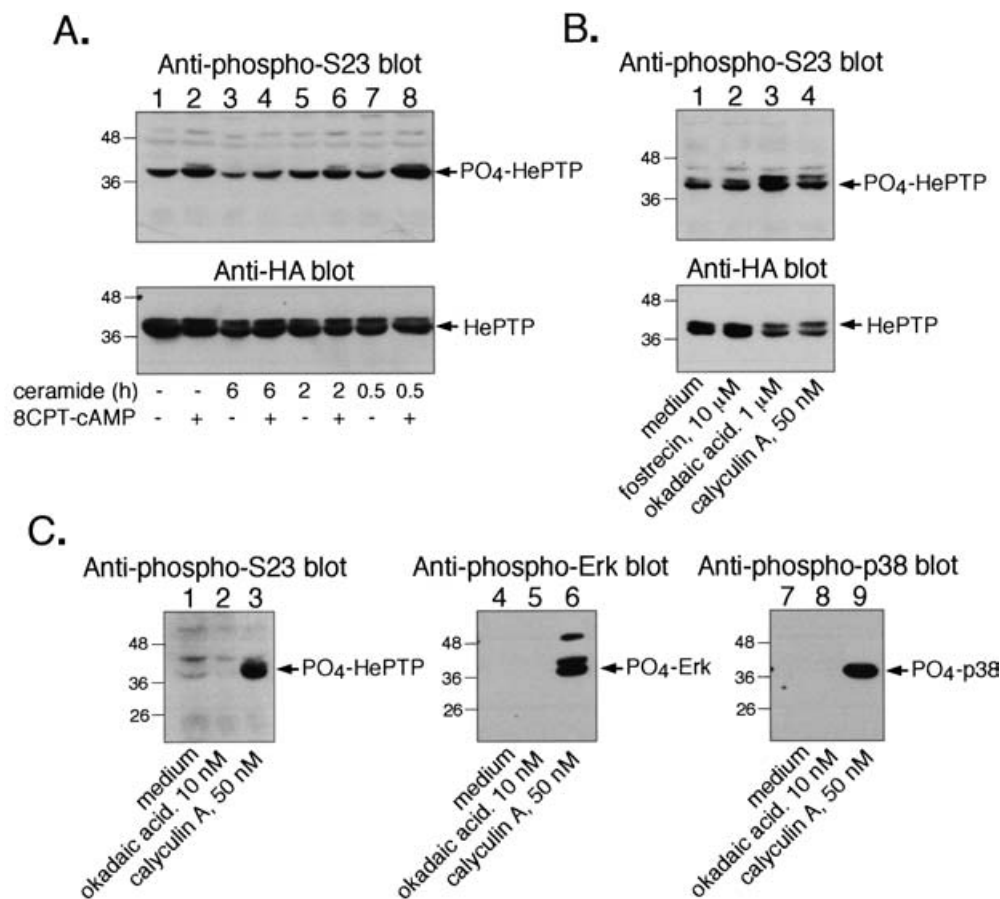 A.
Anti-phospho-S23 blot
1 2 3 4 5 6 7 8
48
36
PO4-HePTP
Anti-HA blot
48
36
HePTP
ceramide (h) - - 6 6 2 2 0.5 0.5
8CPT-cAMP - + - + - + - +
B.
Anti-phospho-S23 blot
1 2 3 4
48
36
PO4-HePTP
Anti-HA blot
48
36
HePTP
medium
fostrecin, 10 μM
okadaic acid. 1 μM
calyculin A, 50 nM
C.
Anti-phospho-S23 blot
1 2 3
48
36
26
PO4-HePTP
medium
okadaic acid. 10 nM
calyculin A, 50 nM
Anti-phospho-Erk blot
4 5 6
48
36
26
PO4-Erk
medium
okadaic acid. 10 nM
calyculin A, 50 nM
Anti-phospho-p38 blot
7 8 9
48
36
26
PO4-p38
medium
okadaic acid. 10 nM
calyculin A, 50 nM